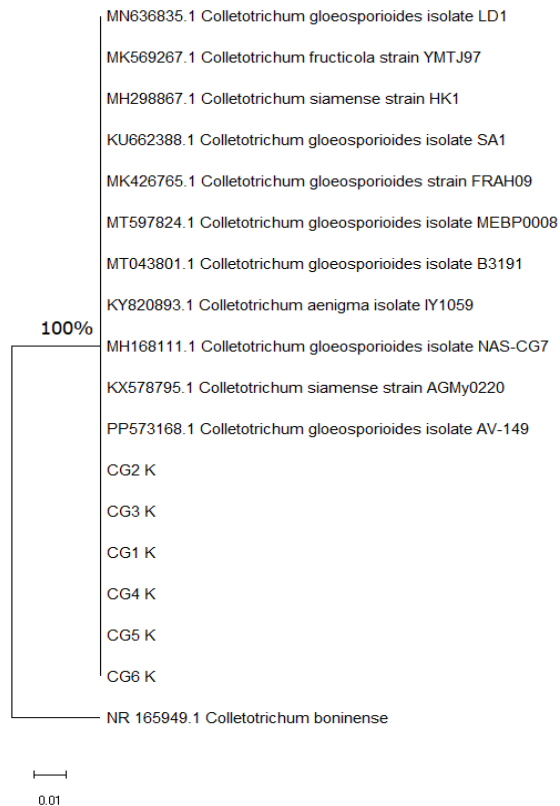 MN636835.1 Colletotrichum gloeosporioides isolate LD1
MK569267.1 Colletotrichum fructicola strain YMTJ97
MH298867.1 Colletotrichum siamense strain HK1
KU662388.1 Colletotrichum gloeosporioides isolate SA1
MK426765.1 Colletotrichum gloeosporioides strain FRAH09
MT597824.1 Colletotrichum gloeosporioides isolate MEBP0008
MT043801.1 Colletotrichum gloeosporioides isolate B3191
KY820893.1 Colletotrichum aenigma isolate IY1059
100%
MH168111.1 Colletotrichum gloeosporioides isolate NAS-CG7
KX578795.1 Colletotrichum siamense strain AGMy0220
PP573168.1 Colletotrichum gloeosporioides isolate AV-149
CG2 K
CG3 K
CG1 K
CG4 K
CG5 K
CG6 K
NR 165949.1 Colletotrichum boninense
0.01